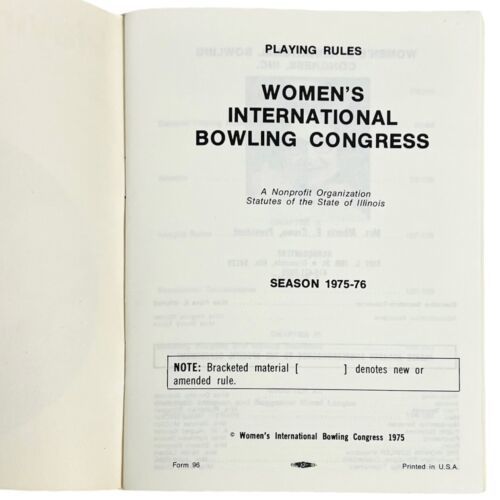 PLAYING RULES
WOMEN'S
INTERNATIONAL
BOWLING CONGRESS
A Nonprofit Organization
Statutes of the State of Illinois
SEASON 1975-76
NOTE: Bracketed material [ ] denotes new or
amended rule.
© Women's International Bowling Congress 1975
Form 96
Printed in U.S.A.